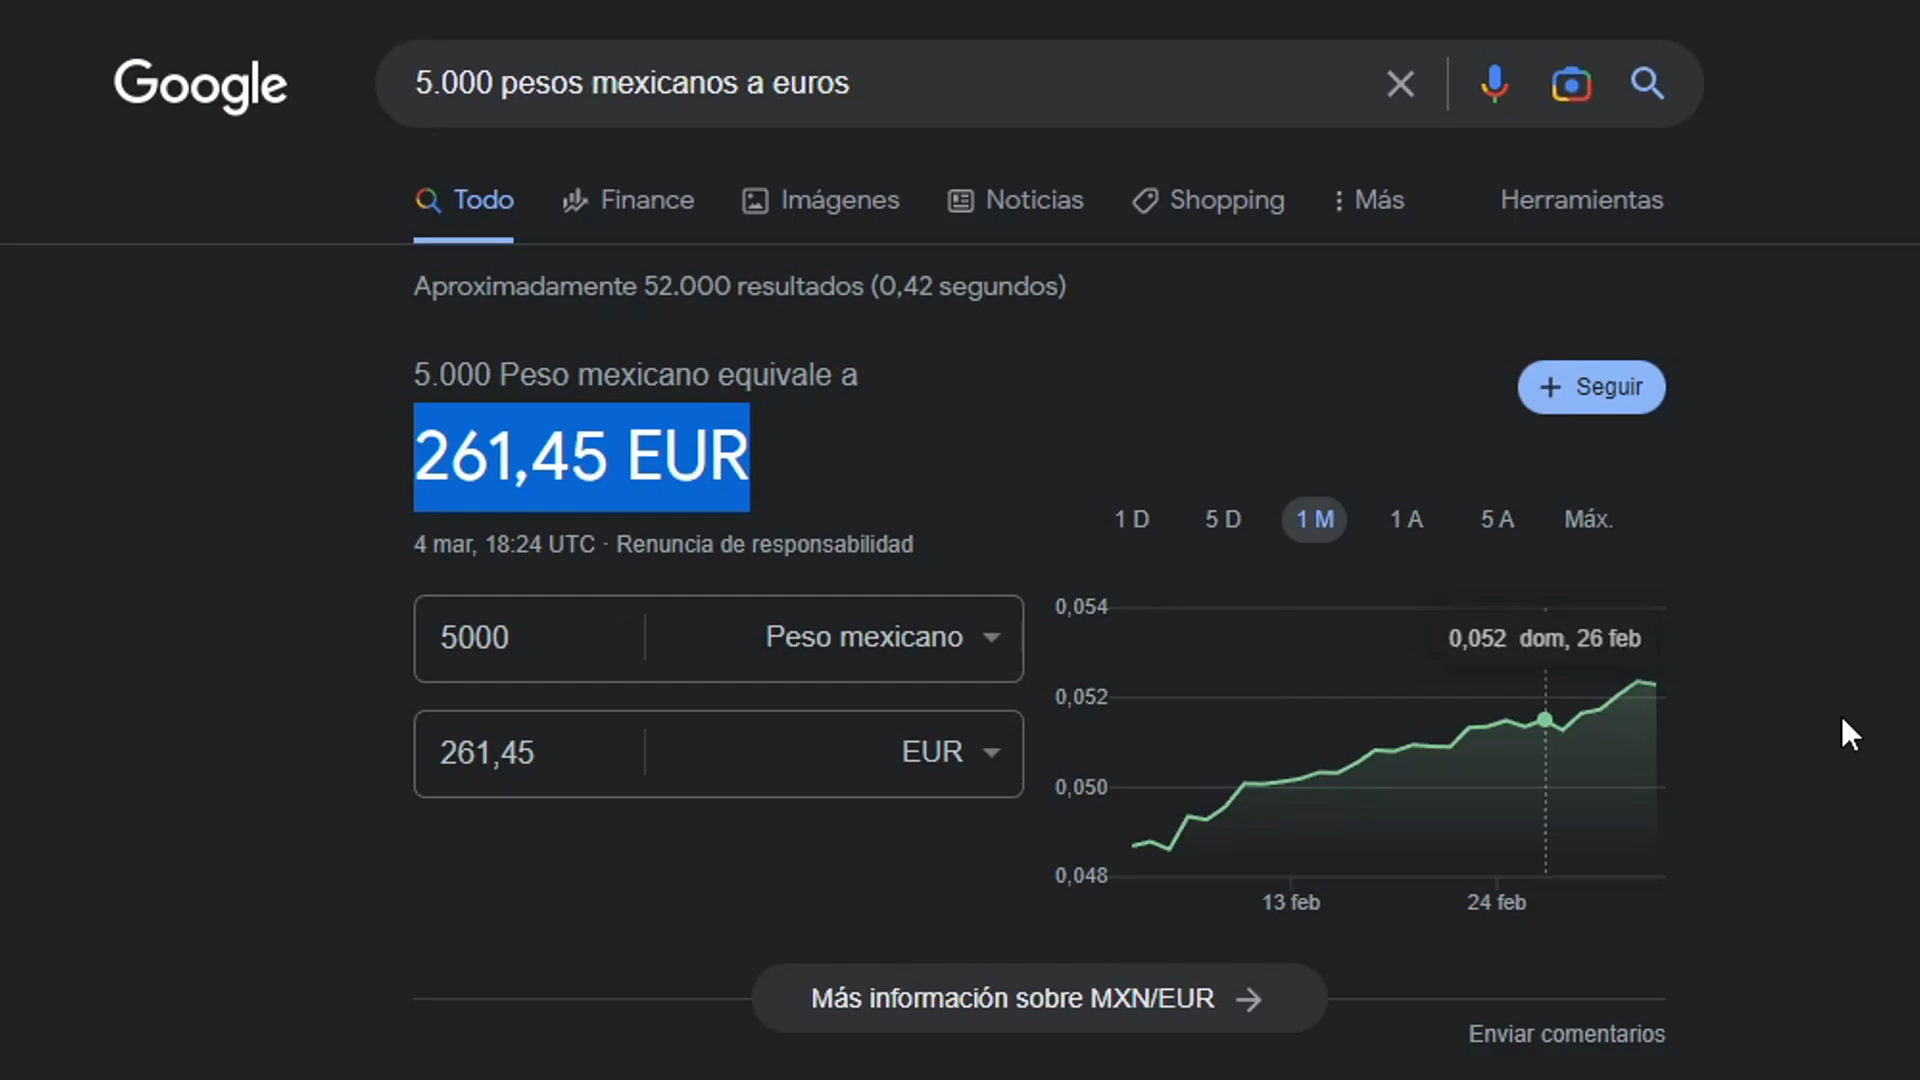 Google
5.000 pesos mexicanos a euros
Todo Finance Imágenes Noticias Shopping Más Herramientas
Aproximadamente 52.000 resultados (0,42 segundos)
5.000 Peso mexicano equivale a
+ Seguir
261,45 EUR
4 mar, 18:24 UTC · Renuncia de responsabilidad
1 D 5 D 1 M 1 A 5 A Máx.
5000 Peso mexicano
261,45 EUR
0,054
0,052 dom, 26 feb
0,052
0,050
0,048
13 feb 24 feb
Más información sobre MXN/EUR →
Enviar comentarios